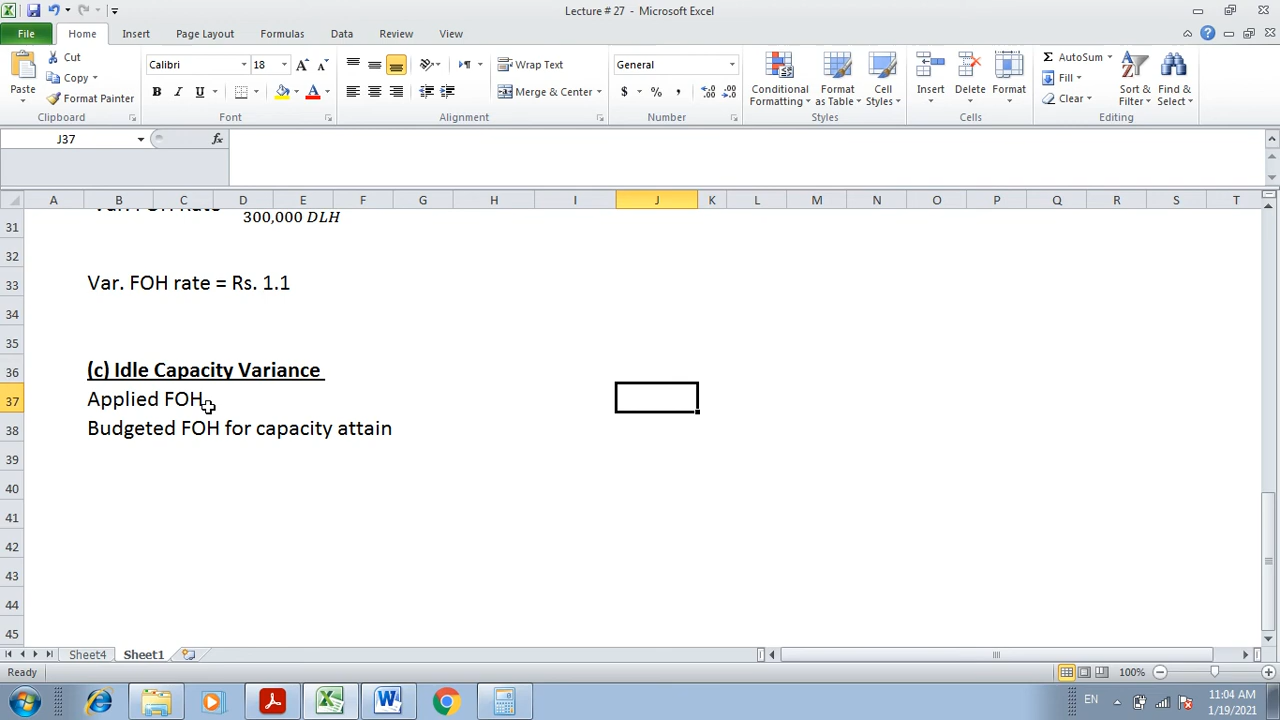 Lecture # 27 - Microsoft Excel
File Home Insert Page Layout Formulas Data Review View
Paste Cut Copy Format Painter Clipboard
Calibri 18 B I U Font
Wrap Text Merge & Center Alignment
General $ % , Number
Conditional Formatting Format as Table Cell Styles Styles
Insert Delete Format Cells
AutoSum Fill Clear Sort & Filter Find & Select Editing
J37 fx
A B C D E F G H I J K L M N O P Q R S T
31 300,000 DLH
32
33 Var. FOH rate = Rs. 1.1
34
35
36 (c) Idle Capacity Variance
37 Applied FOH
38 Budgeted FOH for capacity attain
39
40
41
42
43
44
45
Sheet4 Sheet1
Ready 100%
EN 11:04 AM
1/19/2021